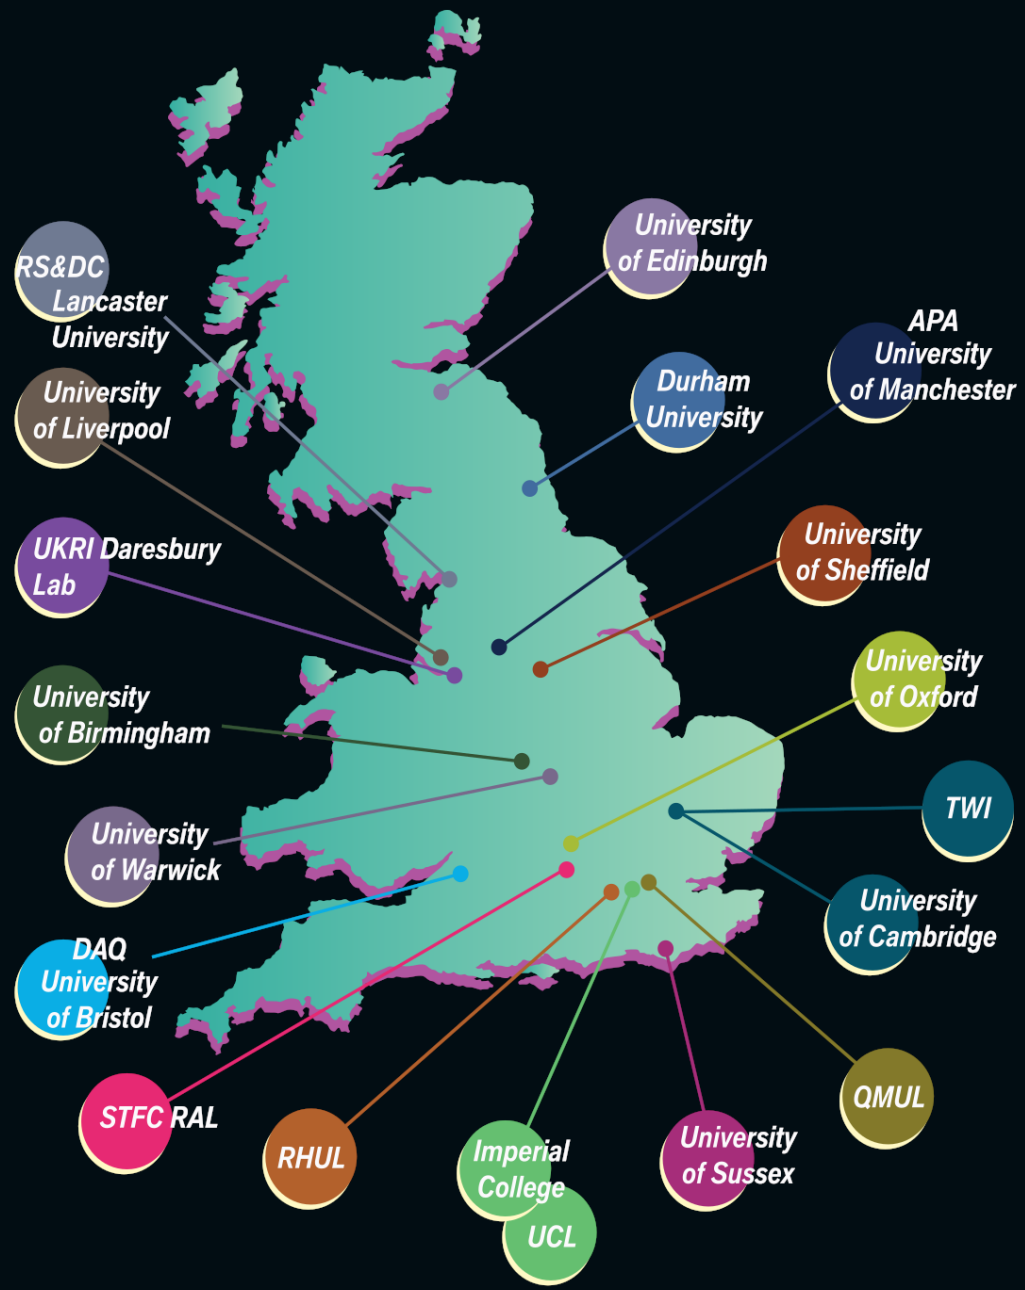 University
of Edinburgh
RS&DC
Lancaster
University
APA
University
of Manchester
Durham
University
University
of Liverpool
University
of Sheffield
UKRI Daresbury
Lab
University
of Oxford
University
of Birmingham
TWI
University
of Warwick
University
of Cambridge
DAQ
University
of Bristol
STFC RAL
QMUL
RHUL
Imperial
College
University
of Sussex
UCL